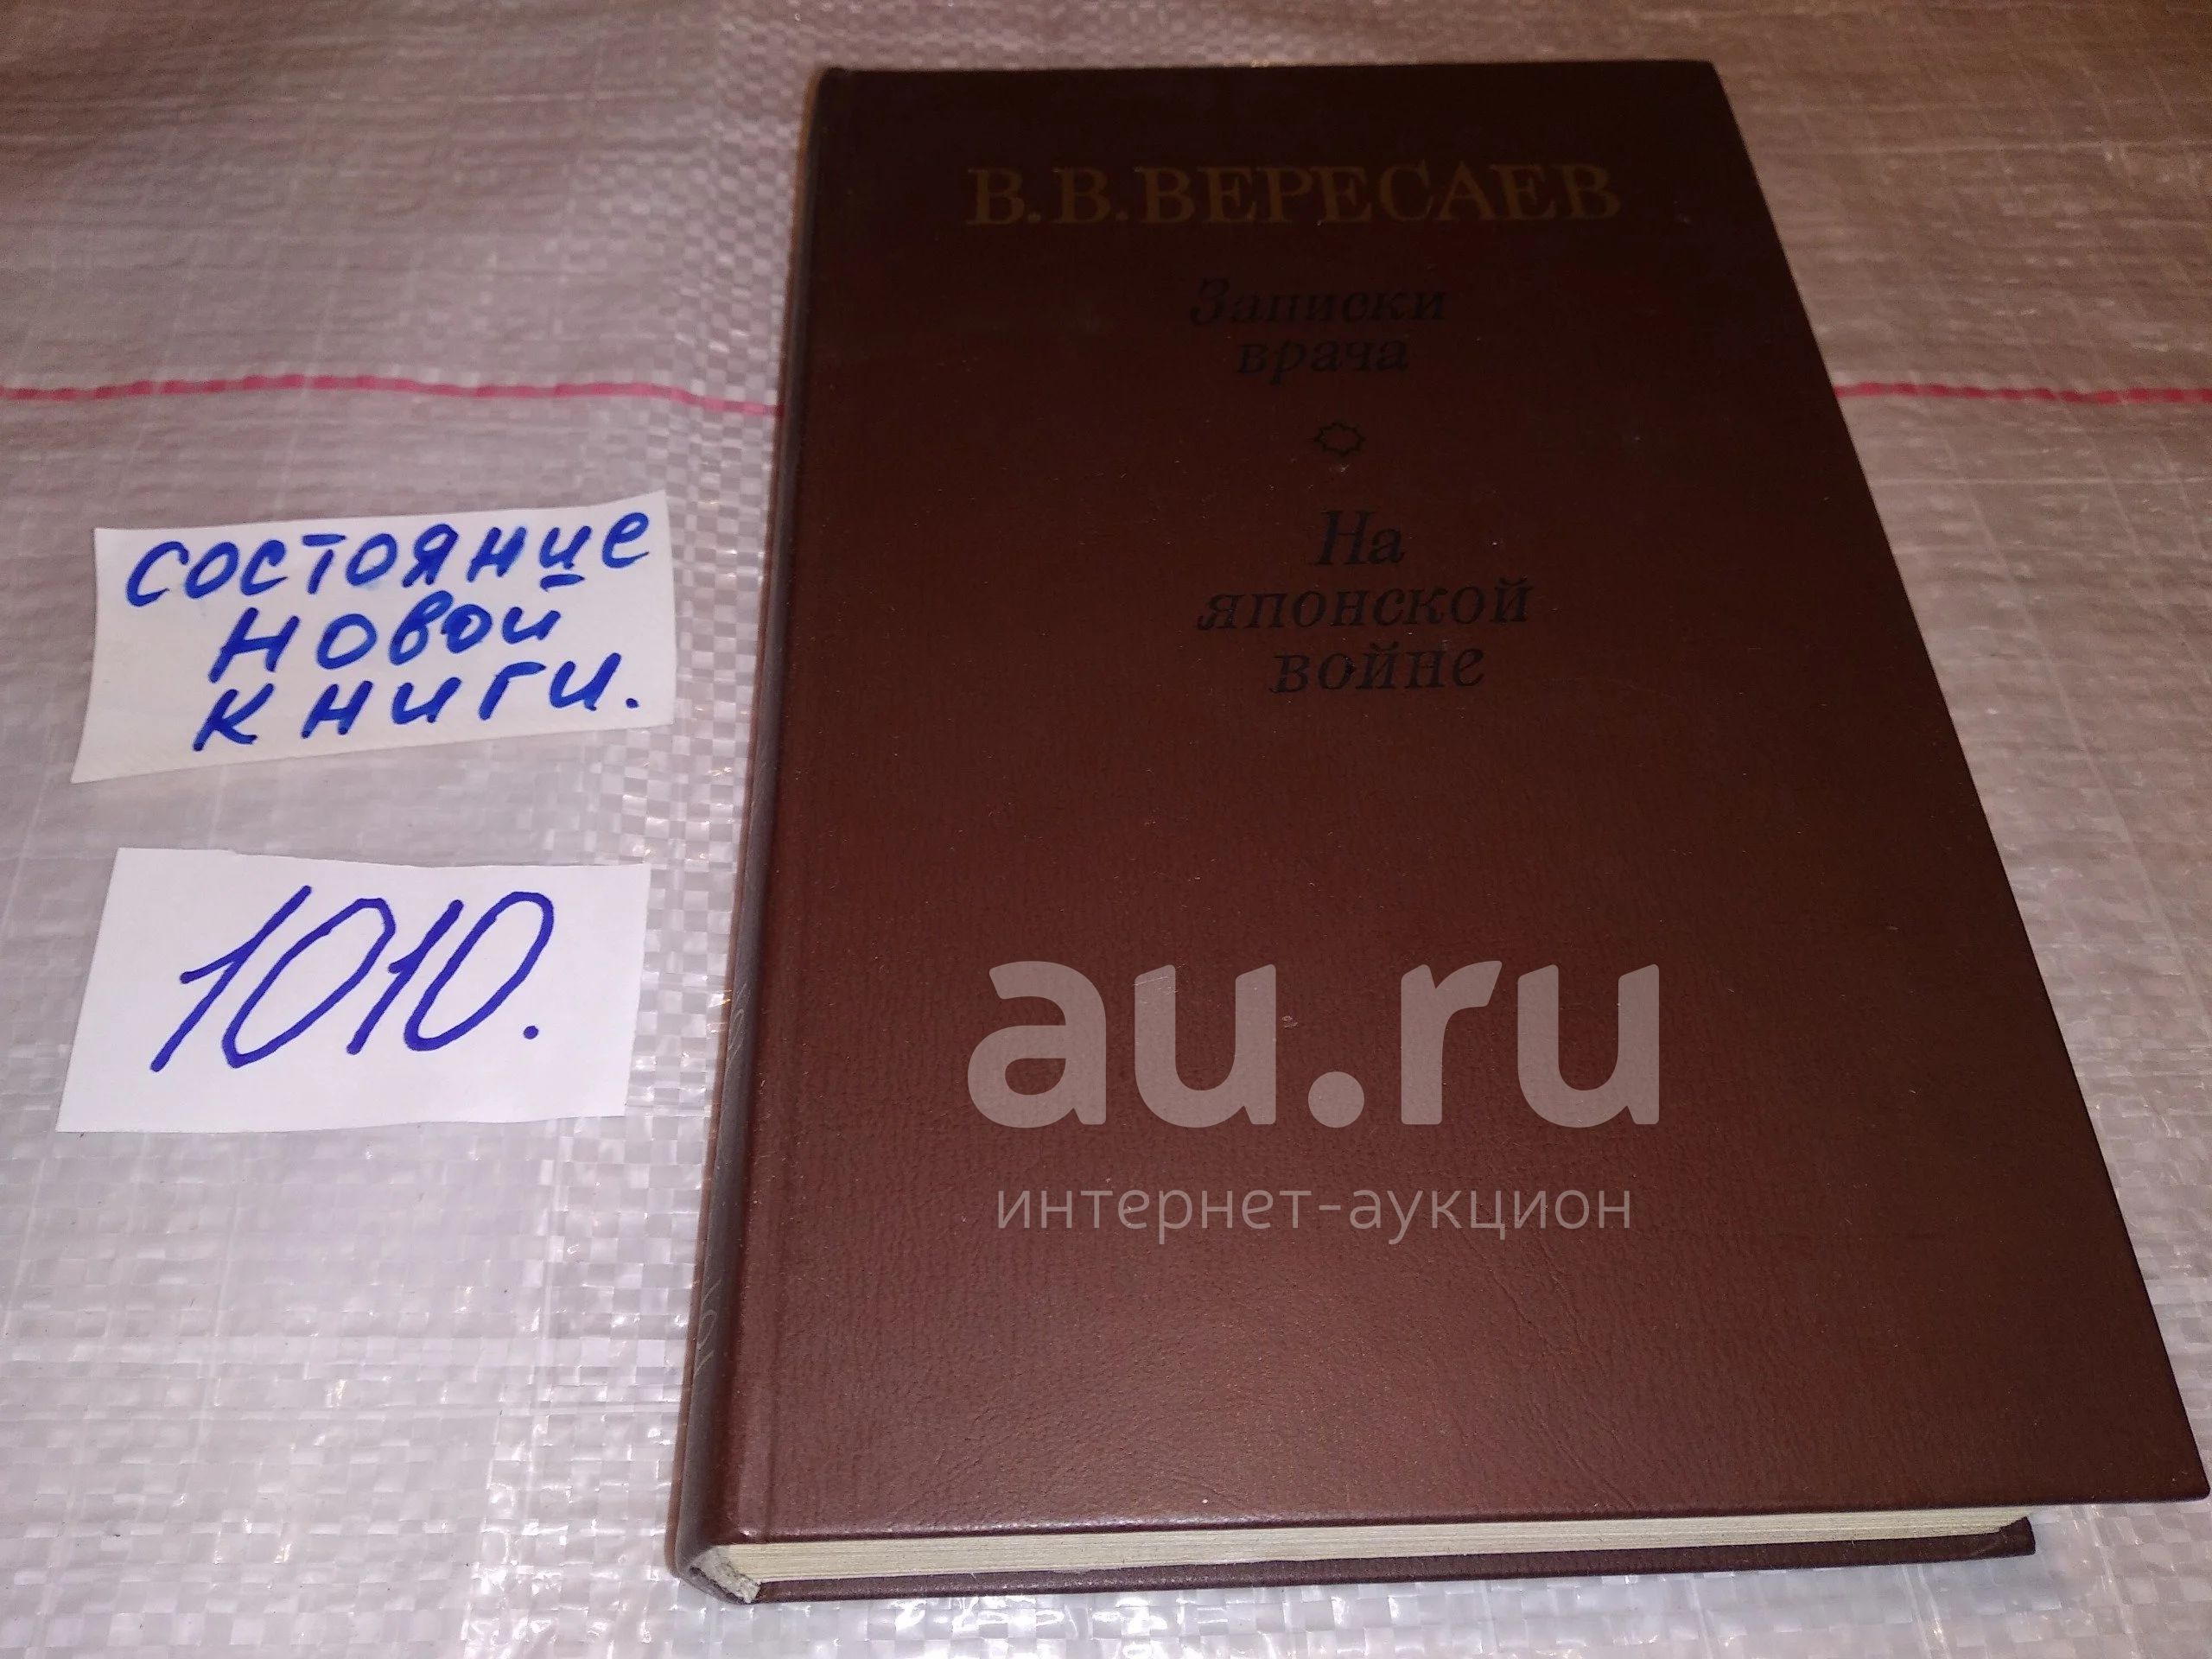 В.В.ВЕРЕСАЕВ
Записки
врача
На
японской
войне
состояние
новой
книги.
1010.
au.ru
интернет-аукцион